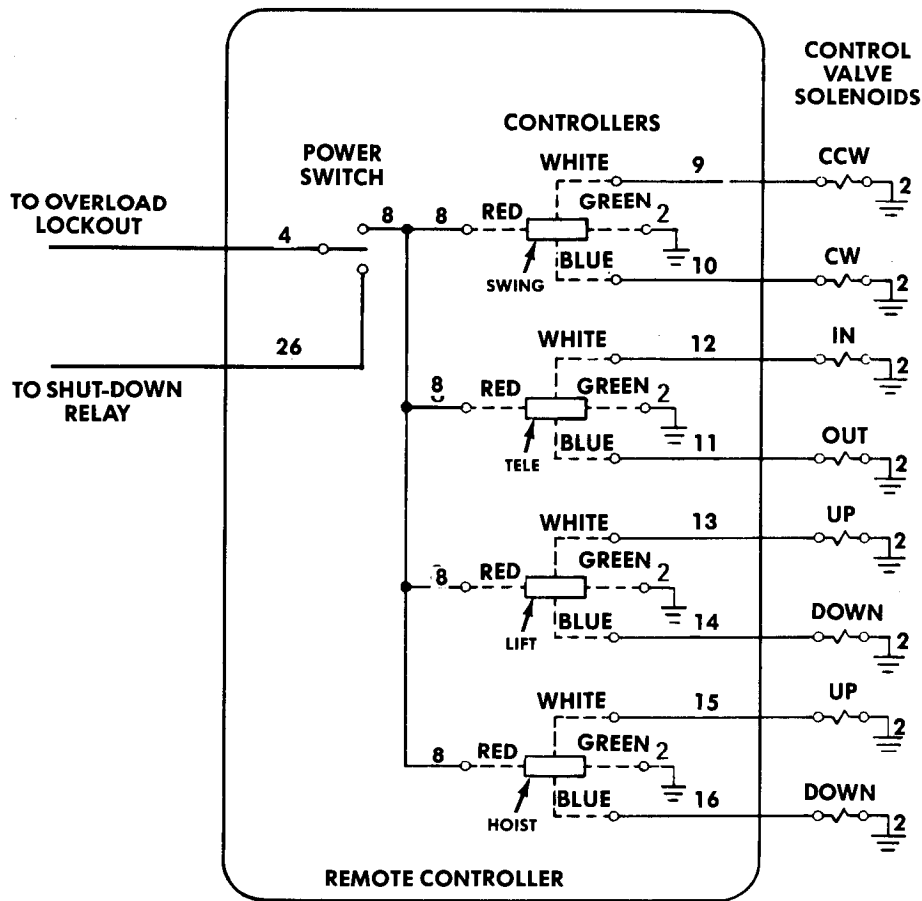 CONTROL
VALVE
SOLENOIDS
CONTROLLERS
POWER
SWITCH
WHITE 9 CCW 2
TO OVERLOAD
LOCKOUT
4 8 8 RED GREEN 2
BLUE 10 CW 2
SWING
26
TO SHUT-DOWN
RELAY
WHITE 12 IN 2
8 RED GREEN 2
BLUE 11 OUT 2
TELE
WHITE 13 UP 2
8 RED GREEN 2
BLUE 14 DOWN 2
LIFT
WHITE 15 UP 2
8 RED GREEN 2
BLUE 16 DOWN 2
HOIST
REMOTE CONTROLLER